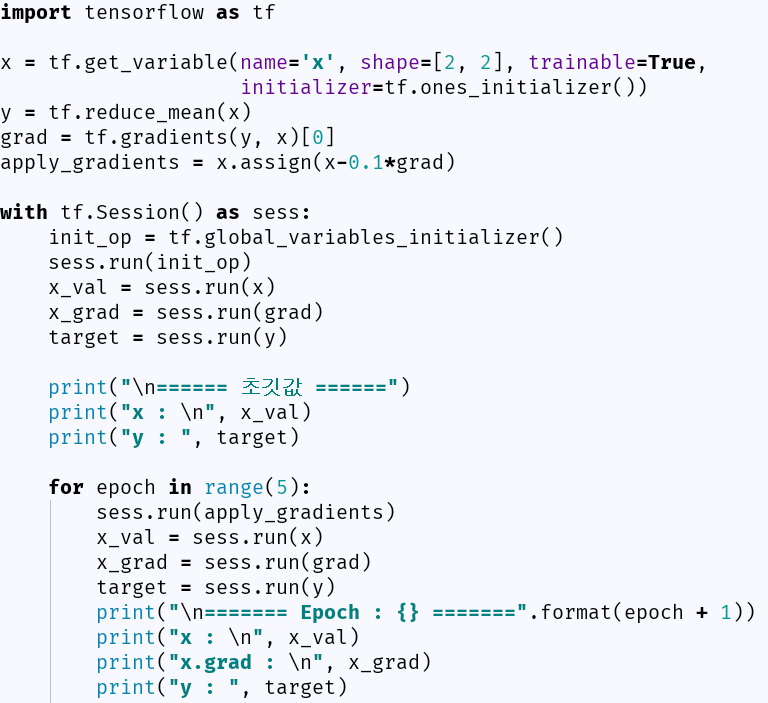 import tensorflow as tf
x = tf.get_variable(name='x', shape=[2, 2], trainable=True,
                    initializer=tf.ones_initializer())
y = tf.reduce_mean(x)
grad = tf.gradients(y, x)[0]
apply_gradients = x.assign(x-0.1*grad)
with tf.Session() as sess:
    init_op = tf.global_variables_initializer()
    sess.run(init_op)
    x_val = sess.run(x)
    x_grad = sess.run(grad)
    target = sess.run(y)
    print("\n====== 초깃값 ======")
    print("x : \n", x_val)
    print("y : ", target)
    for epoch in range(5):
        sess.run(apply_gradients)
        x_val = sess.run(x)
        x_grad = sess.run(grad)
        target = sess.run(y)
        print("\n======= Epoch : {} =======".format(epoch + 1))
        print("x : \n", x_val)
        print("x.grad : \n", x_grad)
        print("y : ", target)